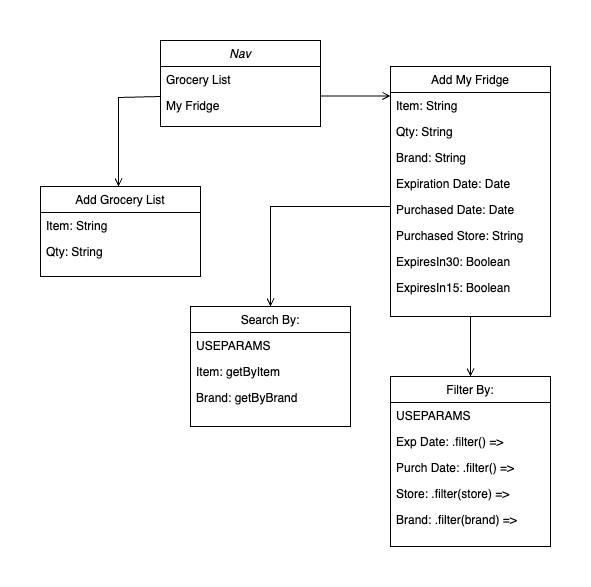 Nav
Grocery List
My Fridge
Add My Fridge
Item: String
Qty: String
Brand: String
Expiration Date: Date
Purchased Date: Date
Purchased Store: String
ExpiresIn30: Boolean
ExpiresIn15: Boolean
Add Grocery List
Item: String
Qty: String
Search By:
USEPARAMS
Item: getByItem
Brand: getByBrand
Filter By:
USEPARAMS
Exp Date: .filter() =>
Purch Date: .filter() =>
Store: .filter(store) =>
Brand: .filter(brand) =>